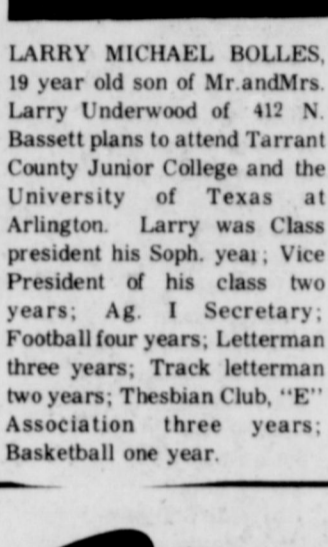 LARRY MICHAEL BOLLES,
19 year old son of Mr.andMrs.
Larry Underwood of 412 N.
Bassett plans to attend Tarrant
County Junior College and the
University of Texas at
Arlington. Larry was Class
president his Soph. year; Vice
President of his class two
years; Ag. I Secretary;
Football four years; Letterman
three years; Track letterman
two years; Thesbian Club, "E"
Association three years;
Basketball one year.